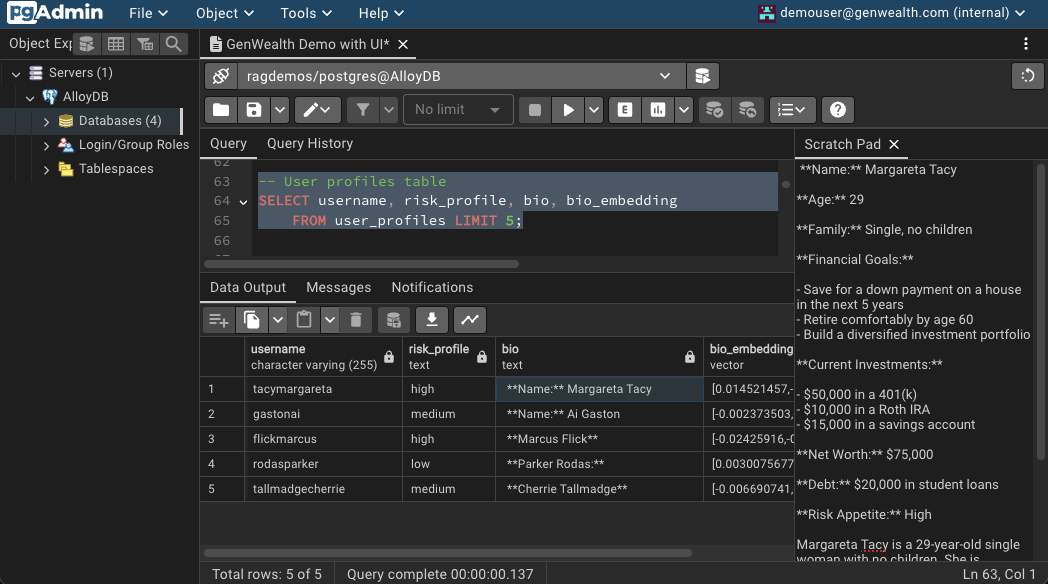 pgAdmin File Object Tools Help demouser@genwealth.com (internal)
Object Exp
GenWealth Demo with UI*
Servers (1)
AlloyDB
Databases (4)
Login/Group Roles
Tablespaces
ragdemos/postgres@AlloyDB
No limit
E
Query Query History
62
63 -- User profiles table
64 SELECT username, risk_profile, bio, bio_embedding
65 FROM user_profiles LIMIT 5;
66
Data Output Messages Notifications
username risk_profile bio bio_embedding
character varying (255) text text vector
1 tacymargareta high **Name:** Margareta Tacy [0.014521457,-
2 gastonai medium **Name:** Ai Gaston [-0.002373503,
3 flickmarcus high **Marcus Flick** [-0.02425916,-0
4 rodasparker low **Parker Rodas:** [0.0030075677
5 tallmadgecherrie medium **Cherrie Tallmadge** [-0.006690741,
Scratch Pad
**Name:** Margareta Tacy
**Age:** 29
**Family:** Single, no children
**Financial Goals:**
- Save for a down payment on a house
in the next 5 years
- Retire comfortably by age 60
- Build a diversified investment portfolio
**Current Investments:**
- $50,000 in a 401(k)
- $10,000 in a Roth IRA
- $15,000 in a savings account
**Net Worth:** $75,000
**Debt:** $20,000 in student loans
**Risk Appetite:** High
Margareta Tacy is a 29-year-old single
woman with no children. She is
Total rows: 5 of 5 Query complete 00:00:00.137 Ln 63, Col 1